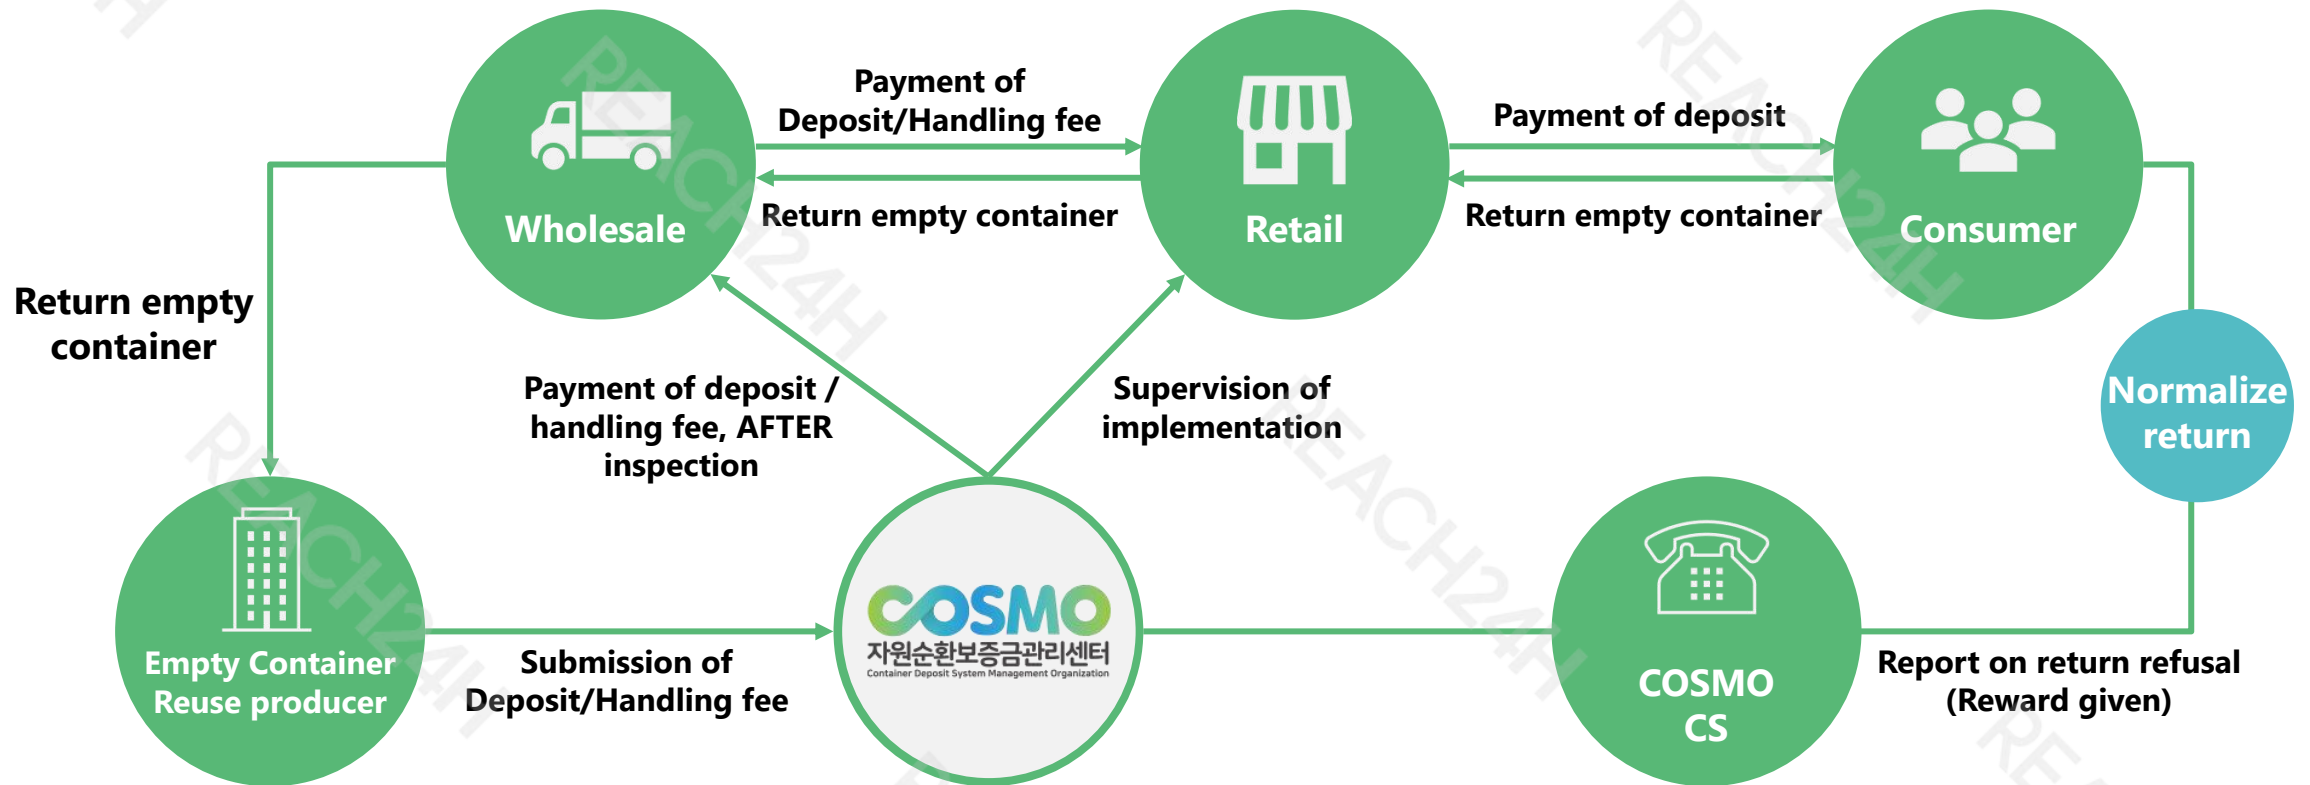 Payment of
Deposit/Handling fee
Payment of deposit
Wholesale
Return empty container
Retail
Return empty container
Consumer
Return empty
container
Payment of deposit /
handling fee, AFTER
inspection
Supervision of
implementation
Normalize
return
Empty Container
Reuse producer
Submission of
Deposit/Handling fee
COSMO
자원순환보증금관리센터
Container Deposit System Management Organization
COSMO
CS
Report on return refusal
(Reward given)
REACH24H
REACH24H
REACH24H
REACH24H